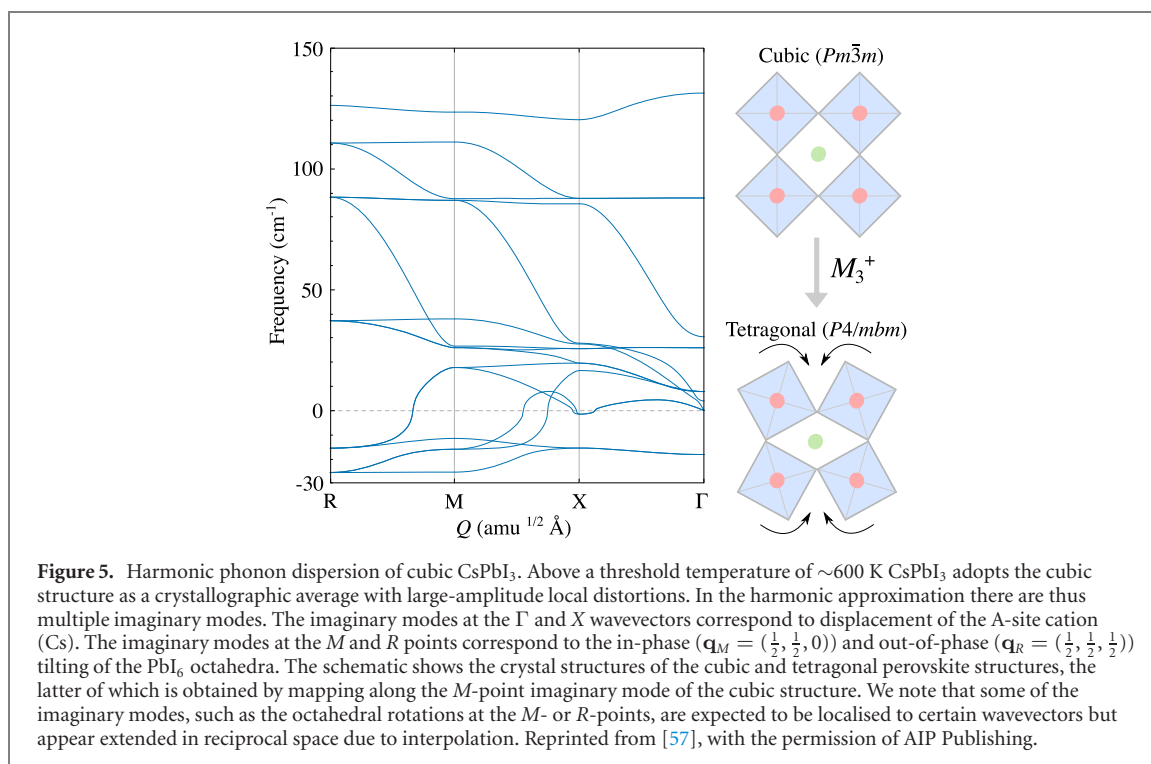 150
100
50
0
-30
Frequency (cm⁻¹)
R
M
X
Γ
Q (amu ¹/² Å)
Cubic (Pm3̄m)
M₃⁺
Tetragonal (P4/mbm)
Figure 5. Harmonic phonon dispersion of cubic CsPbI₃. Above a threshold temperature of ∼600 K CsPbI₃ adopts the cubic
structure as a crystallographic average with large-amplitude local distortions. In the harmonic approximation there are thus
multiple imaginary modes. The imaginary modes at the Γ and X wavevectors correspond to displacement of the A-site cation
(Cs). The imaginary modes at the M and R points correspond to the in-phase (q_M = (½, ½, 0)) and out-of-phase (q_R = (½, ½, ½))
tilting of the PbI₆ octahedra. The schematic shows the crystal structures of the cubic and tetragonal perovskite structures, the
latter of which is obtained by mapping along the M-point imaginary mode of the cubic structure. We note that some of the
imaginary modes, such as the octahedral rotations at the M- or R-points, are expected to be localised to certain wavevectors but
appear extended in reciprocal space due to interpolation. Reprinted from [57], with the permission of AIP Publishing.